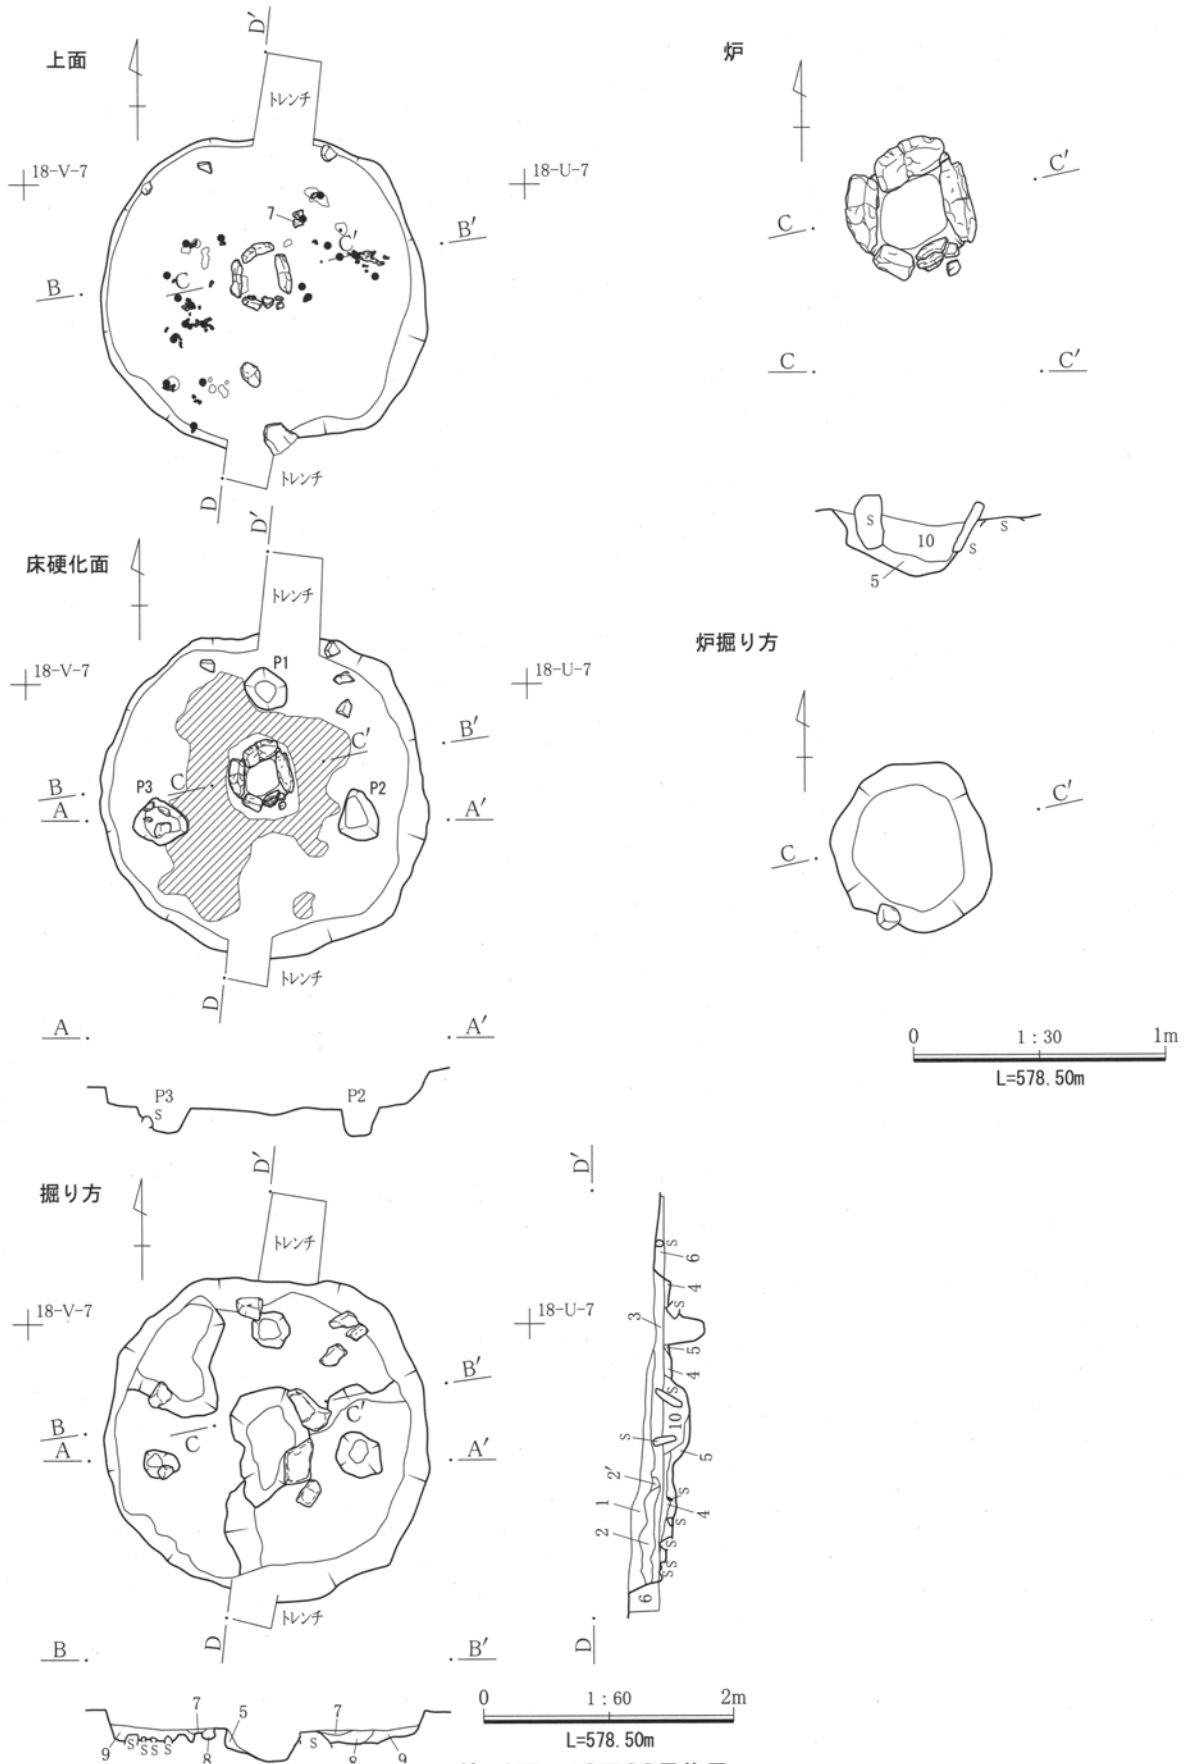 上面
D′
トレンチ
18-V-7
18-U-7
7
C′
B′
C
B
D
トレンチ
炉
C′
C
C
C′
S
10
S
S
5
床硬化面
D′
トレンチ
18-V-7
18-U-7
P1
C′
B′
C
B
P3
P2
A
A′
D
トレンチ
炉掘り方
C′
C
A
A′
P3
S
P2
0
1:30
1m
L=578.50m
掘り方
D′
トレンチ
18-V-7
18-U-7
B′
C′
B
C
A
A′
D
トレンチ
D′
S
6
4
S
3
5
4
S
10
S
5
2′
1
S
4
2
S
S
S
6
D
B
B′
7
5
7
9
S
S
S
S
8
S
8
9
0
1:60
2m
L=578.50m